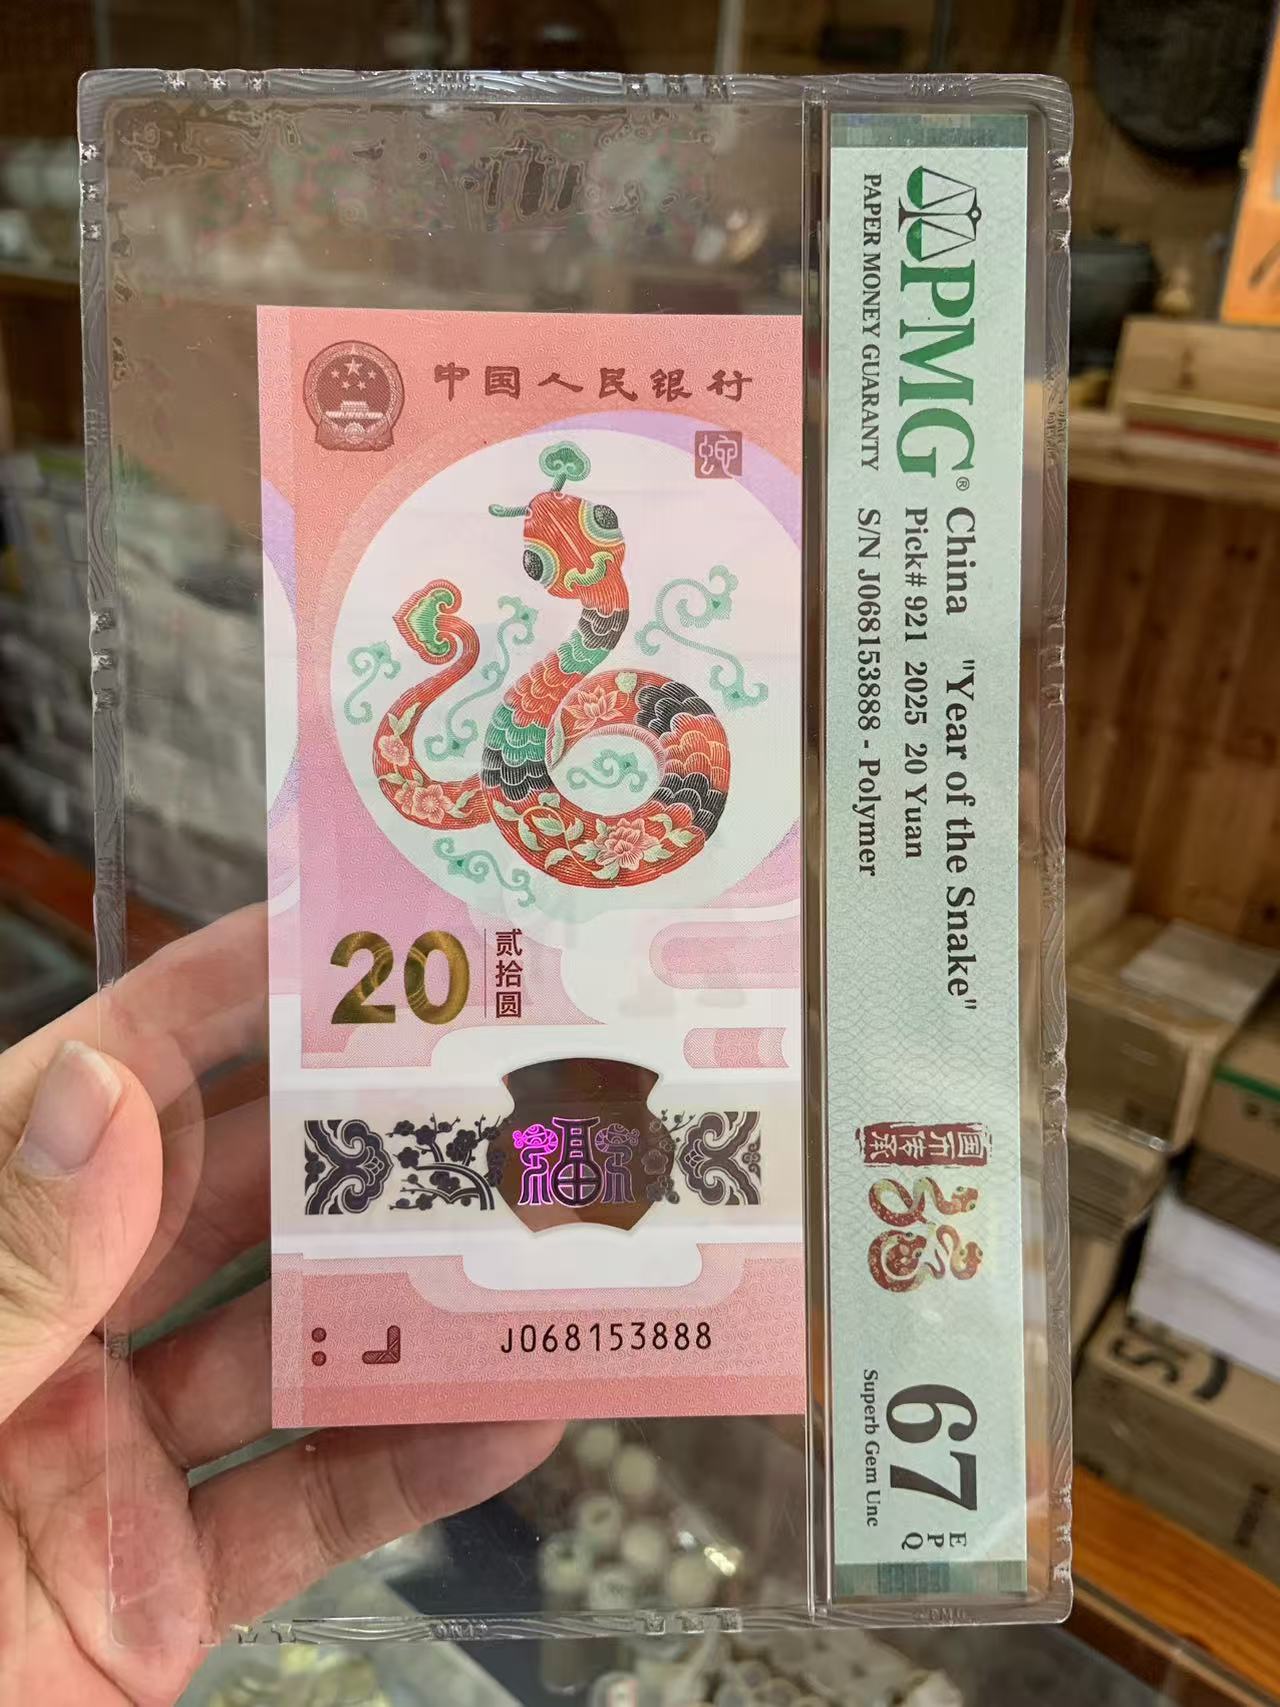 中国人民银行
蛇
20
贰拾圆
福
J068153888
PMG®
PAPER MONEY GUARANTY
China "Year of the Snake"
Pick# 921 2025 20 Yuan
S/N J068153888 - Polymer
国币传承
67
EPQ
Superb Gem Unc